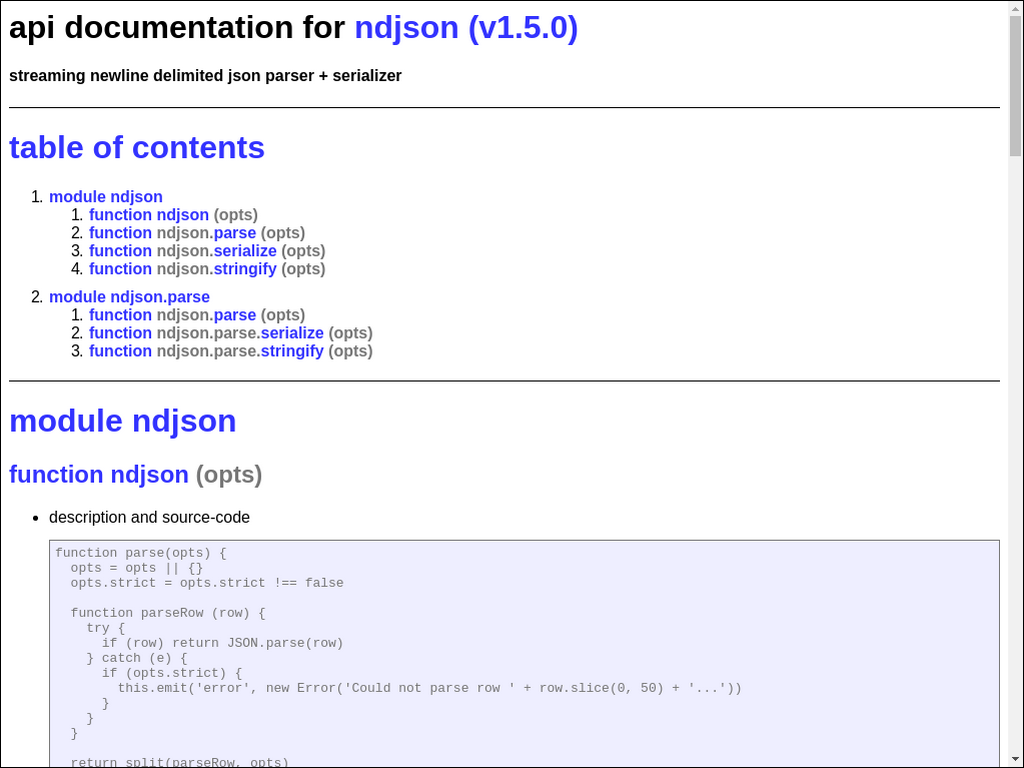 api documentation for ndjson (v1.5.0)
streaming newline delimited json parser + serializer
table of contents
1. module ndjson
1. function ndjson (opts)
2. function ndjson.parse (opts)
3. function ndjson.serialize (opts)
4. function ndjson.stringify (opts)
2. module ndjson.parse
1. function ndjson.parse (opts)
2. function ndjson.parse.serialize (opts)
3. function ndjson.parse.stringify (opts)
module ndjson
function ndjson (opts)
• description and source-code
function parse(opts) {
  opts = opts || {}
  opts.strict = opts.strict !== false

  function parseRow (row) {
    try {
      if (row) return JSON.parse(row)
    } catch (e) {
      if (opts.strict) {
        this.emit('error', new Error('Could not parse row ' + row.slice(0, 50) + '...'))
      }
    }
  }

  return split(parseRow, opts)